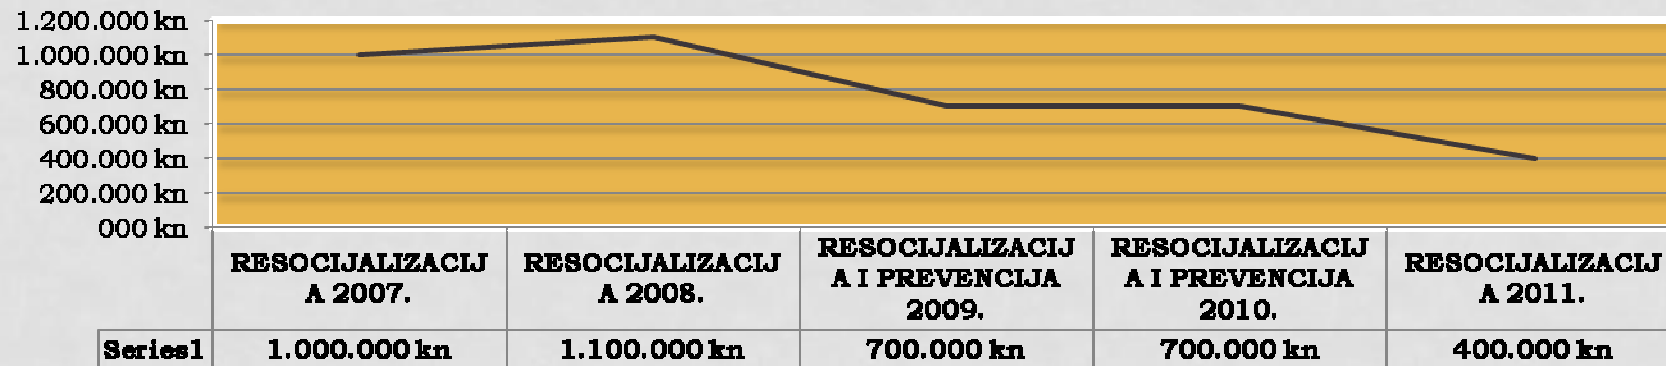 1.200.000 kn
1.000.000 kn
800.000 kn
600.000 kn
400.000 kn
200.000 kn
000 kn
RESOCIJALIZACIJ
A 2007.
RESOCIJALIZACIJ
A 2008.
RESOCIJALIZACIJ
A I PREVENCIJA
2009.
RESOCIJALIZACIJ
A I PREVENCIJA
2010.
RESOCIJALIZACIJ
A 2011.
Series1 1.000.000 kn 1.100.000 kn 700.000 kn 700.000 kn 400.000 kn